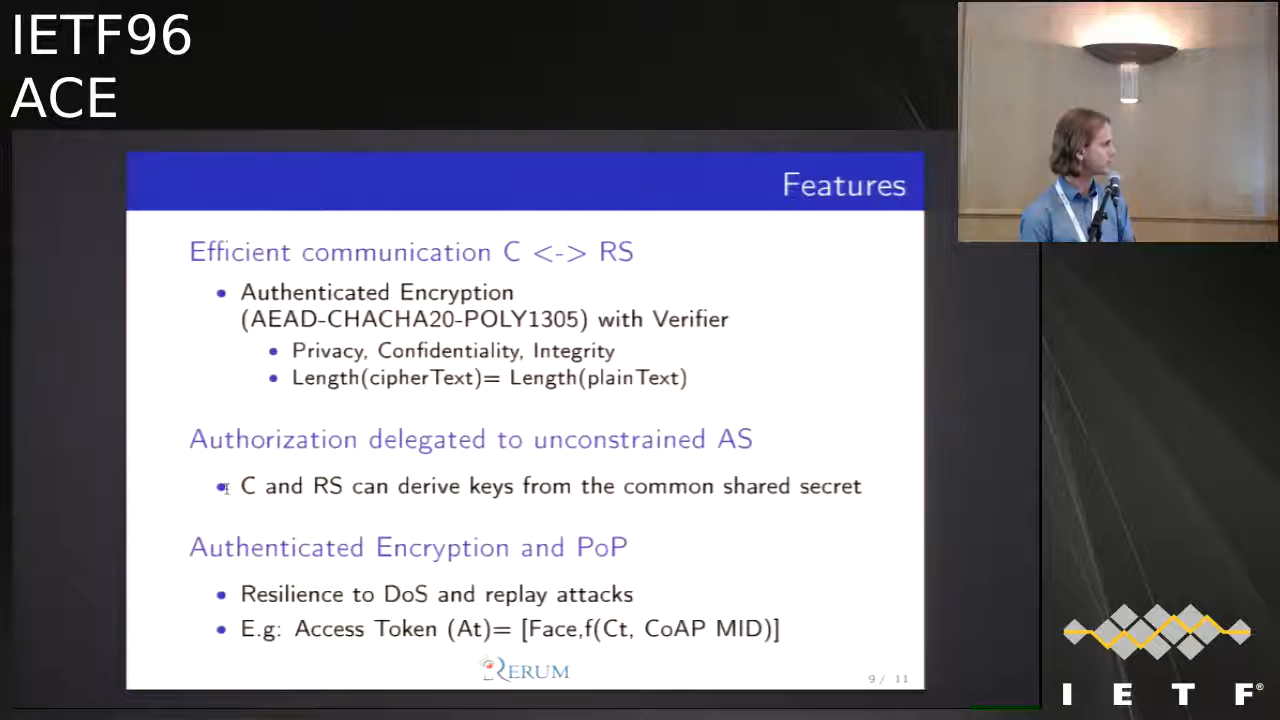 IETF96
ACE
Features
Efficient communication C <-> RS
• Authenticated Encryption
(AEAD-CHACHA20-POLY1305) with Verifier
• Privacy, Confidentiality, Integrity
• Length(cipherText)= Length(plainText)
Authorization delegated to unconstrained AS
• C and RS can derive keys from the common shared secret
Authenticated Encryption and PoP
• Resilience to DoS and replay attacks
• E.g: Access Token (At)= [Face,f(Ct, CoAP MID)]
RERUM
9 / 11
I E T F®